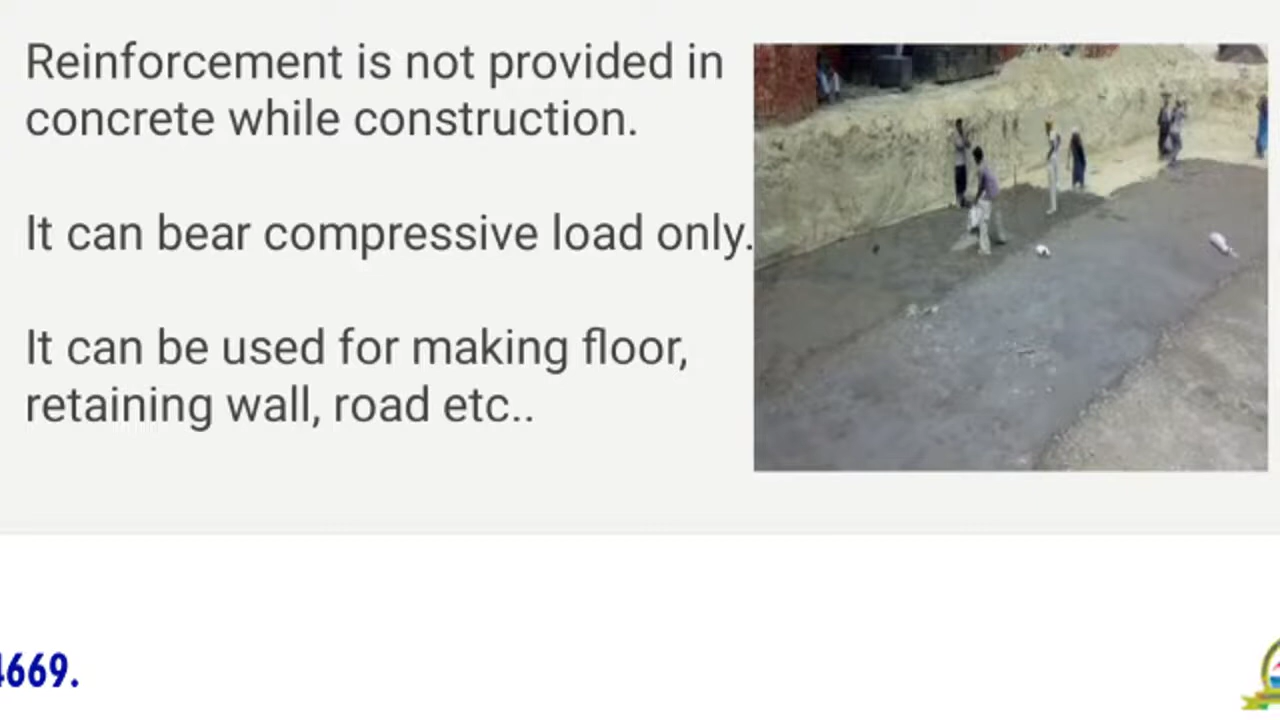 Reinforcement is not provided in
concrete while construction.
It can bear compressive load only.
It can be used for making floor,
retaining wall, road etc..
4669.